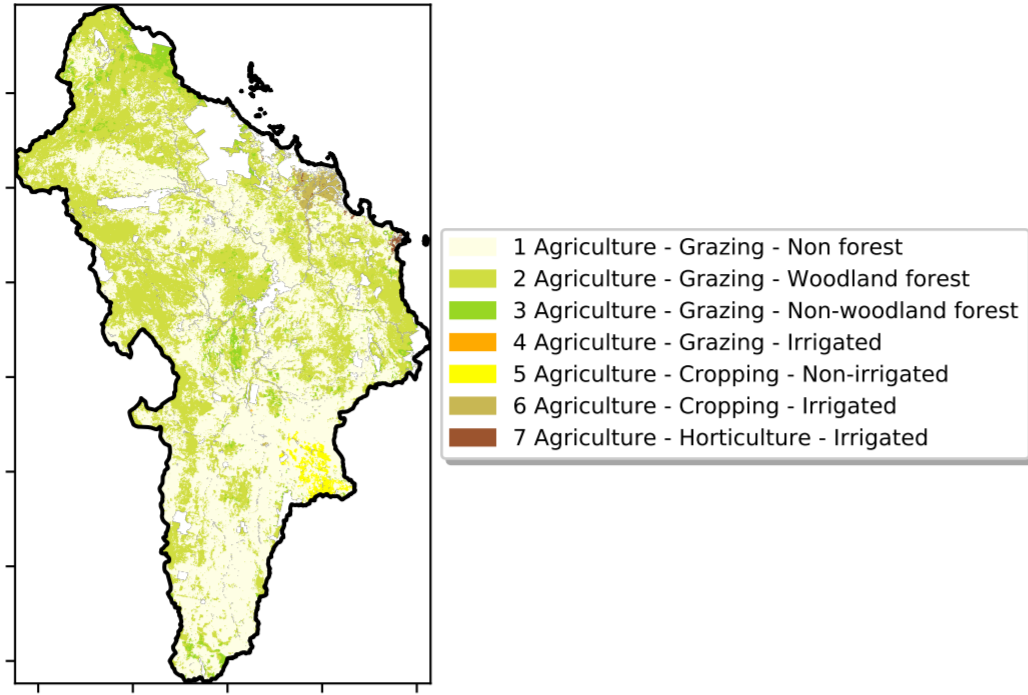 1 Agriculture - Grazing - Non forest
2 Agriculture - Grazing - Woodland forest
3 Agriculture - Grazing - Non-woodland forest
4 Agriculture - Grazing - Irrigated
5 Agriculture - Cropping - Non-irrigated
6 Agriculture - Cropping - Irrigated
7 Agriculture - Horticulture - Irrigated